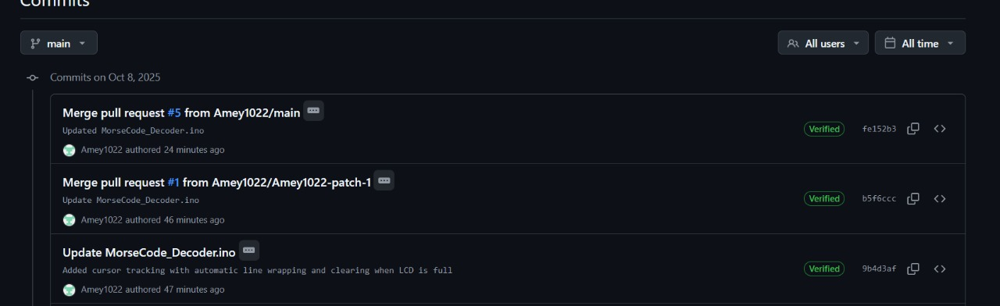 Commits
main
All users
All time
Commits on Oct 8, 2025
Merge pull request #5 from Amey1022/main
Updated MorseCode_Decoder.ino
Amey1022 authored 24 minutes ago
Verified
fe152b3
Merge pull request #1 from Amey1022/Amey1022-patch-1
Update MorseCode_Decoder.ino
Amey1022 authored 46 minutes ago
Verified
b5f6ccc
Update MorseCode_Decoder.ino
Added cursor tracking with automatic line wrapping and clearing when LCD is full
Amey1022 authored 47 minutes ago
Verified
9b4d3af